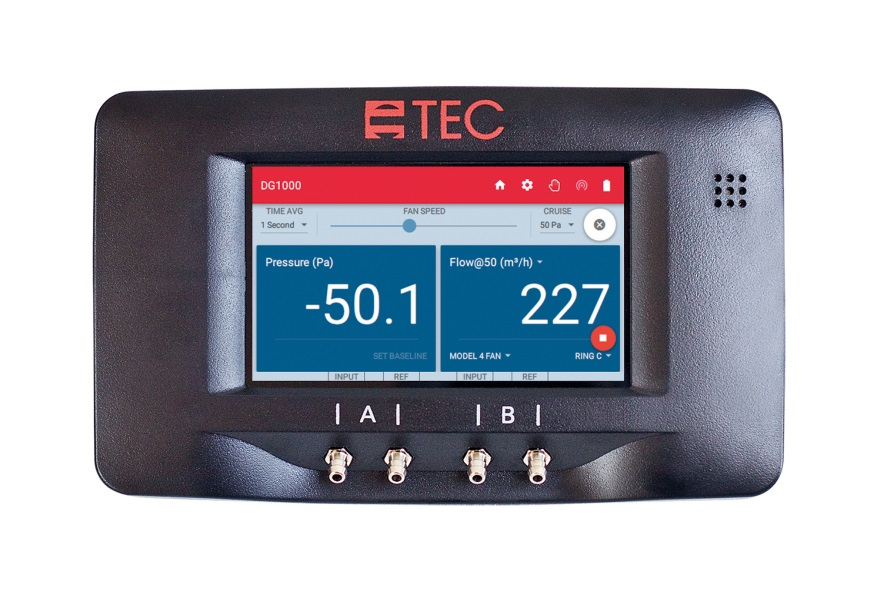 TEC
DG1000
TIME AVG FAN SPEED CRUISE
1 Second 50 Pa
Pressure (Pa) Flow@50 (m³/h)
-50.1 227
SET BASELINE MODEL 4 FAN RING C
INPUT REF INPUT REF
A B